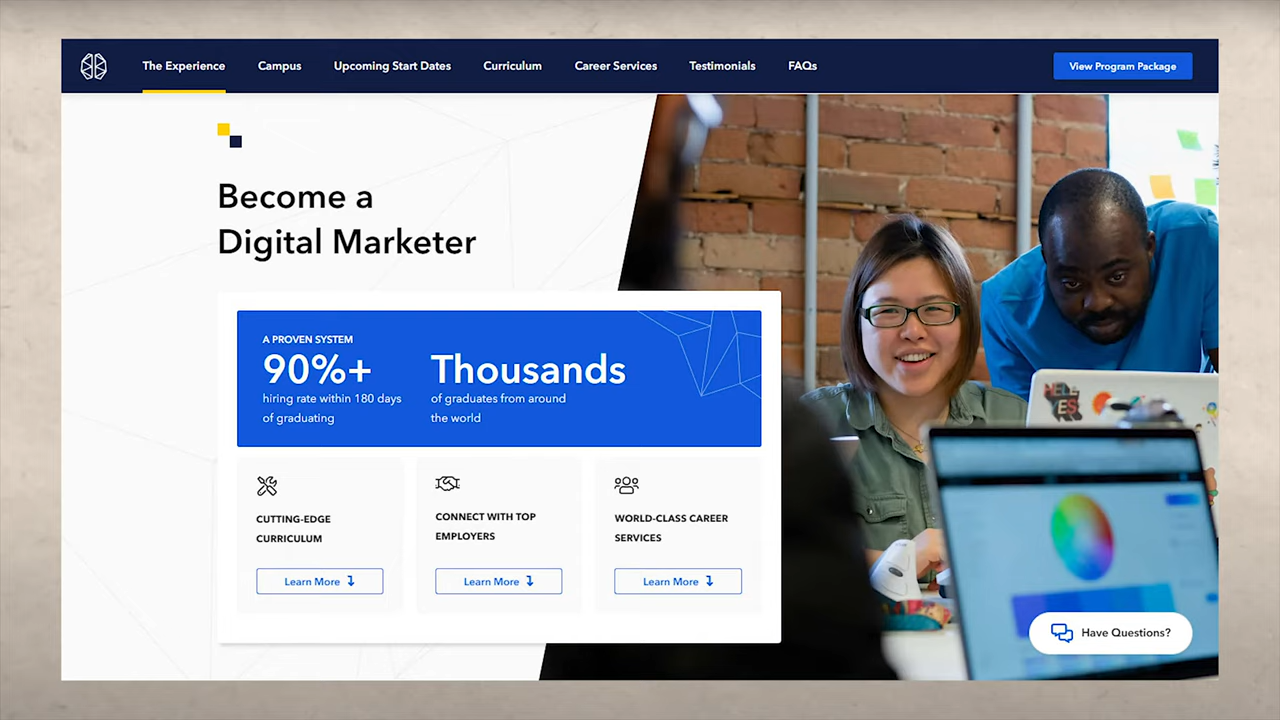 The Experience
Campus
Upcoming Start Dates
Curriculum
Career Services
Testimonials
FAQs
View Program Package
Become a
Digital Marketer
A PROVEN SYSTEM
90%+
hiring rate within 180 days
of graduating
Thousands
of graduates from around
the world
CUTTING-EDGE
CURRICULUM
Learn More
CONNECT WITH TOP
EMPLOYERS
Learn More
WORLD-CLASS CAREER
SERVICES
Learn More
HELL
YES
Have Questions?